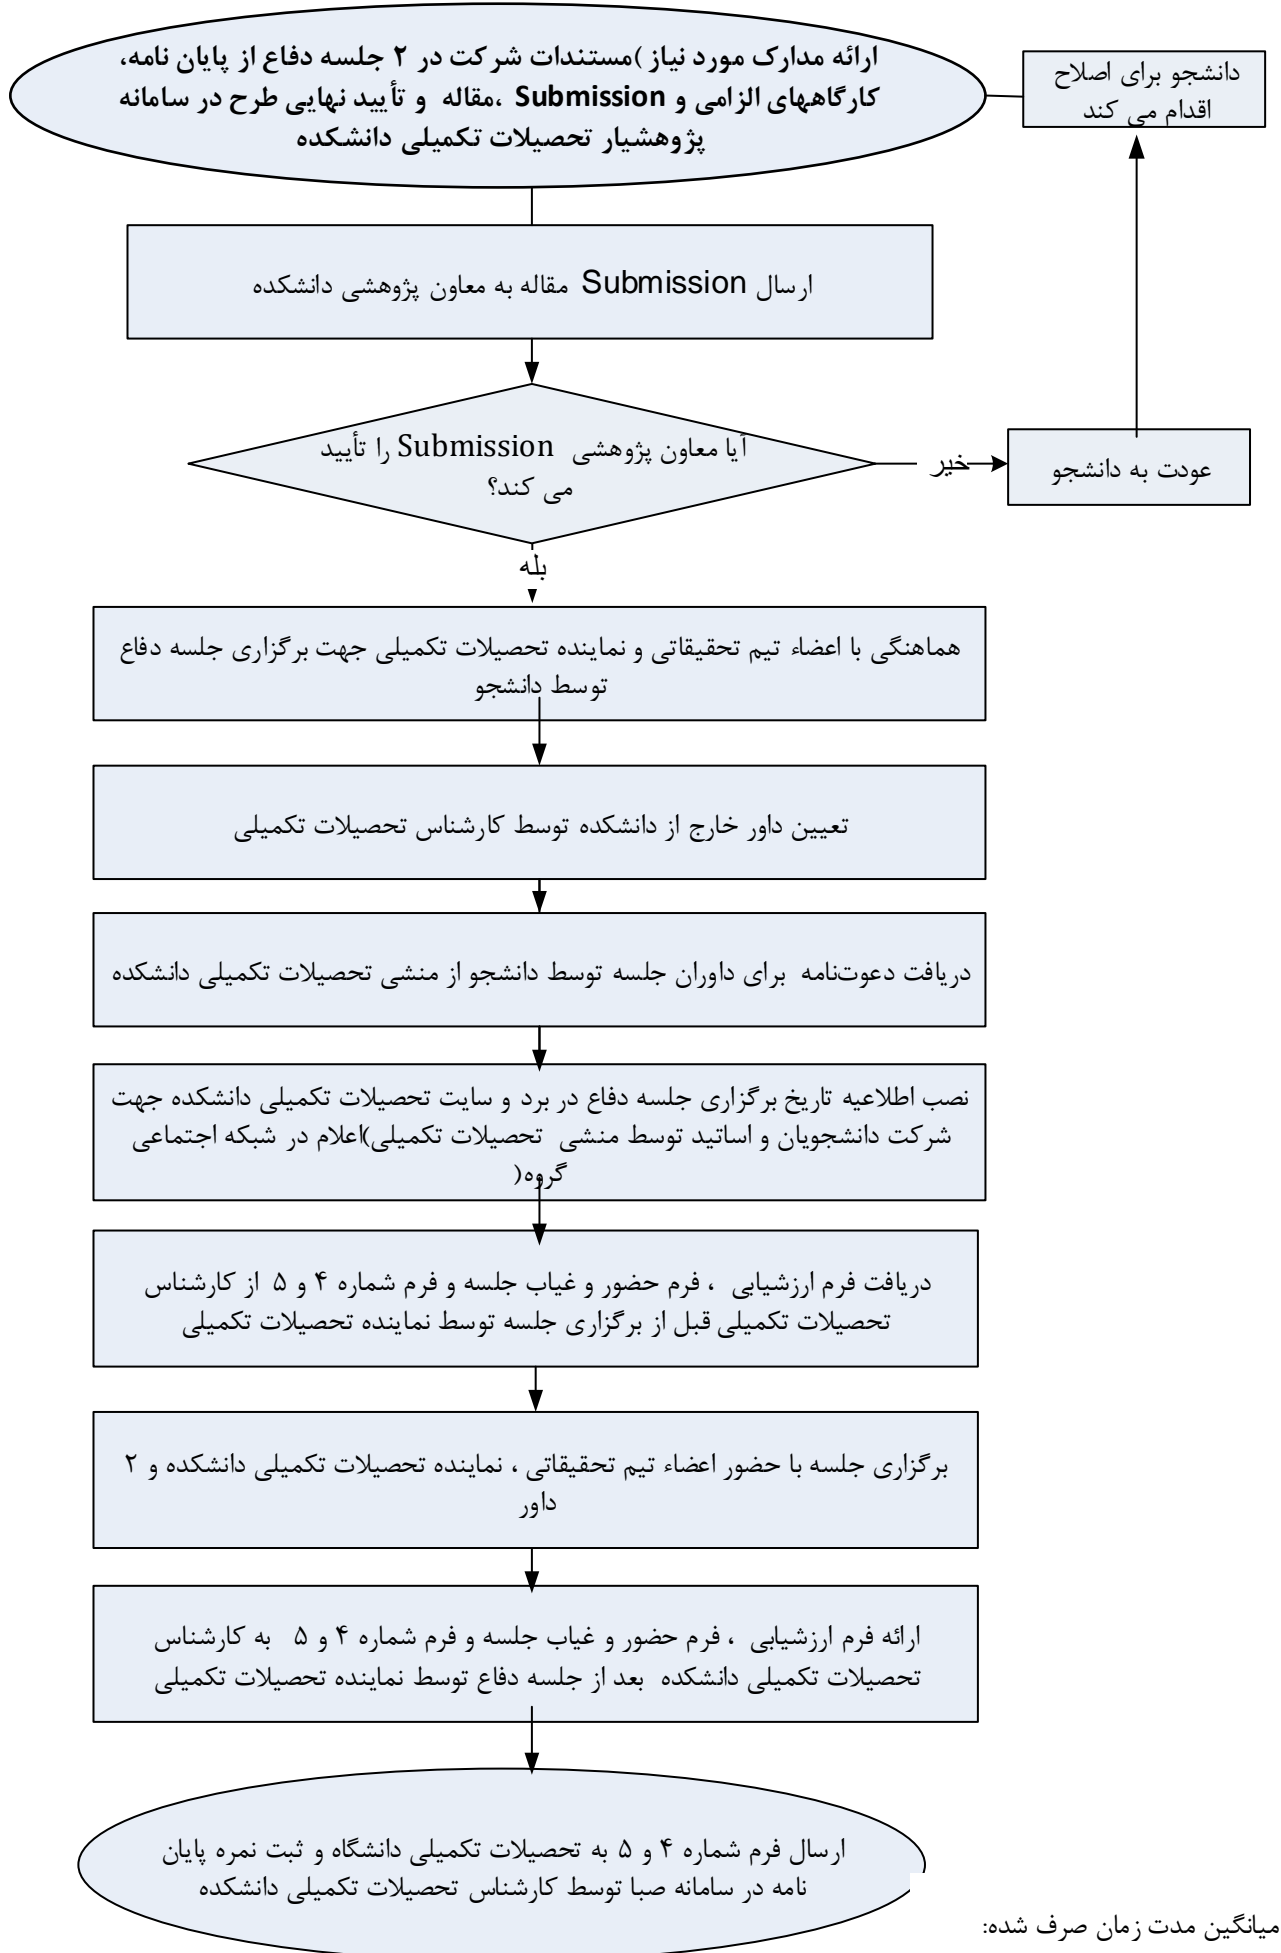 ارائه مدارک مورد نیاز )مستندات شرکت در ۲ جلسه دفاع از پایان نامه،
کارگاههای الزامی و Submission ،مقاله و تأیید نهایی طرح در سامانه
پژوهشیار تحصیلات تکمیلی دانشکده
دانشجو برای اصلاح
اقدام می کند
ارسال Submission مقاله به معاون پژوهشی دانشکده
آیا معاون پژوهشی Submission را تأیید
می کند؟
خیر
عودت به دانشجو
بله
هماهنگی با اعضاء تیم تحقیقاتی و نماینده تحصیلات تکمیلی جهت برگزاری جلسه دفاع
توسط دانشجو
تعیین داور خارج از دانشکده توسط کارشناس تحصیلات تکمیلی
دریافت دعوت‌نامه برای داوران جلسه توسط دانشجو از منشی تحصیلات تکمیلی دانشکده
نصب اطلاعیه تاریخ برگزاری جلسه دفاع در برد و سایت تحصیلات تکمیلی دانشکده جهت
شرکت دانشجویان و اساتید توسط منشی تحصیلات تکمیلی)اعلام در شبکه اجتماعی
گروه(
دریافت فرم ارزشیابی ، فرم حضور و غیاب جلسه و فرم شماره ۴ و ۵ از کارشناس
تحصیلات تکمیلی قبل از برگزاری جلسه توسط نماینده تحصیلات تکمیلی
برگزاری جلسه با حضور اعضاء تیم تحقیقاتی ، نماینده تحصیلات تکمیلی دانشکده و ۲
داور
ارائه فرم ارزشیابی ، فرم حضور و غیاب جلسه و فرم شماره ۴ و ۵ به کارشناس
تحصیلات تکمیلی دانشکده بعد از جلسه دفاع توسط نماینده تحصیلات تکمیلی
ارسال فرم شماره ۴ و ۵ به تحصیلات تکمیلی دانشگاه و ثبت نمره پایان
نامه در سامانه صبا توسط کارشناس تحصیلات تکمیلی دانشکده
میانگین مدت زمان صرف شده: